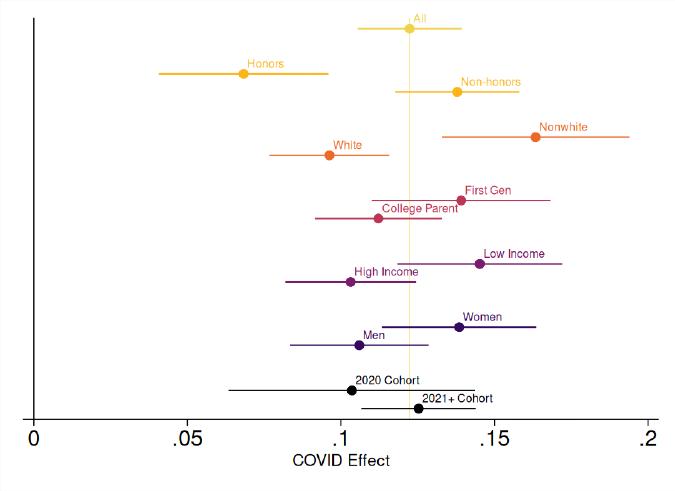 All
Honors
Non-honors
Nonwhite
White
First Gen
College Parent
Low Income
High Income
Women
Men
2020 Cohort
2021+ Cohort
0 .05 .1 .15 .2
COVID Effect